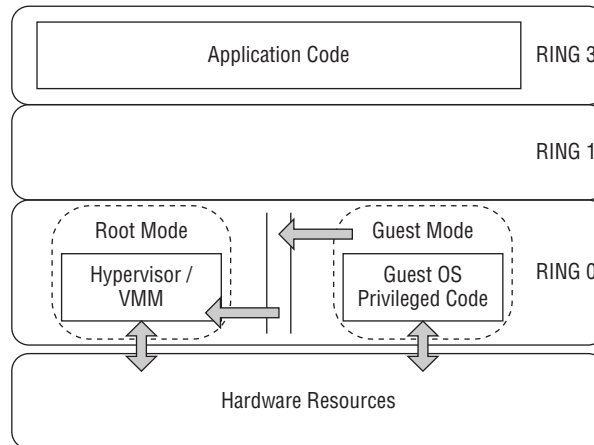 Application Code
RING 3
RING 1
Root Mode
Guest Mode
Hypervisor /
VMM
Guest OS
Privileged Code
RING 0
Hardware Resources